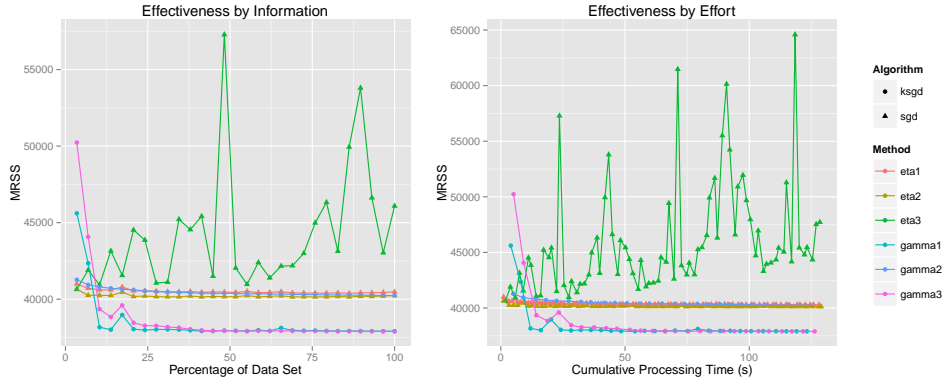 Effectiveness by Information
MRSS
55000
50000
45000
40000
0
25
50
75
100
Percentage of Data Set
Effectiveness by Effort
MRSS
65000
60000
55000
50000
45000
40000
0
50
100
Cumulative Processing Time (s)
Algorithm
ksgd
sgd
Method
eta1
eta2
eta3
gamma1
gamma2
gamma3